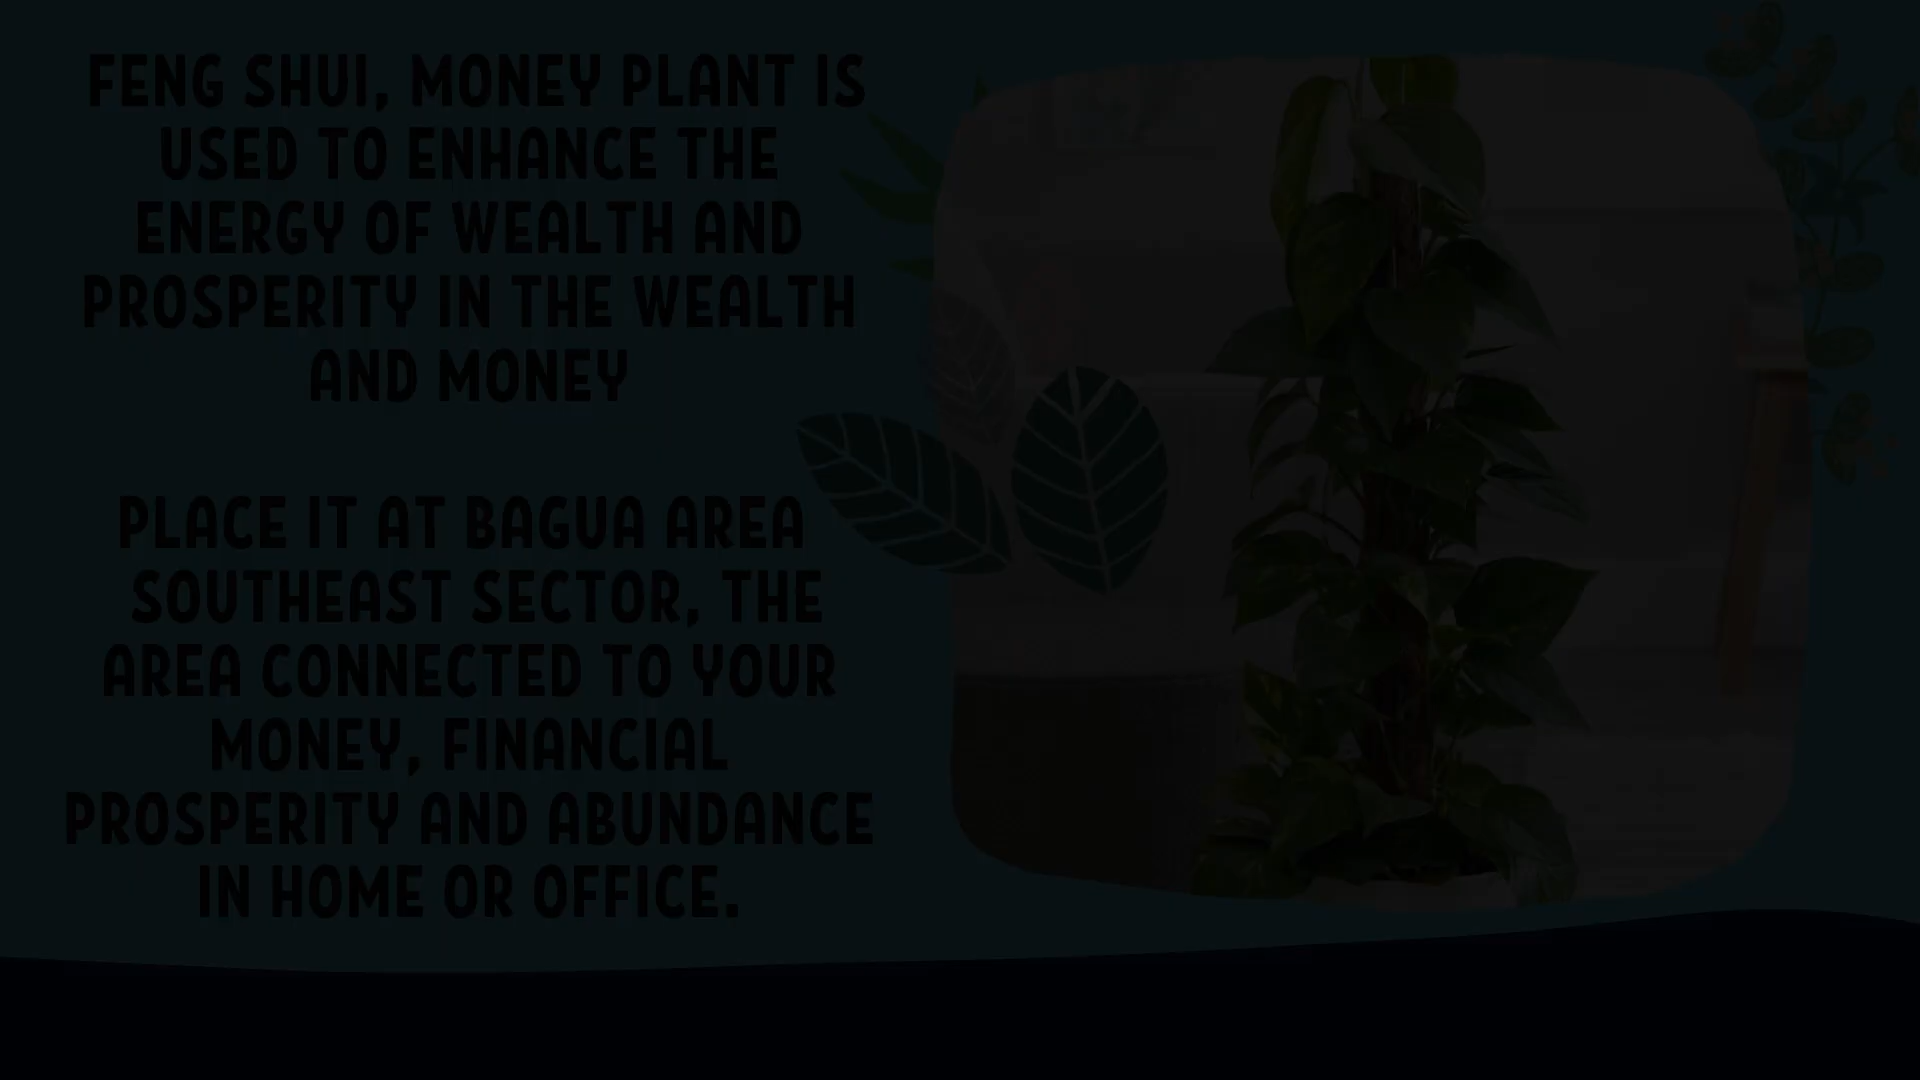 FENG SHUI, MONEY PLANT IS
USED TO ENHANCE THE
ENERGY OF WEALTH AND
PROSPERITY IN THE WEALTH
AND MONEY
PLACE IT AT BAGUA AREA
SOUTHEAST SECTOR, THE
AREA CONNECTED TO YOUR
MONEY, FINANCIAL
PROSPERITY AND ABUNDANCE
IN HOME OR OFFICE.